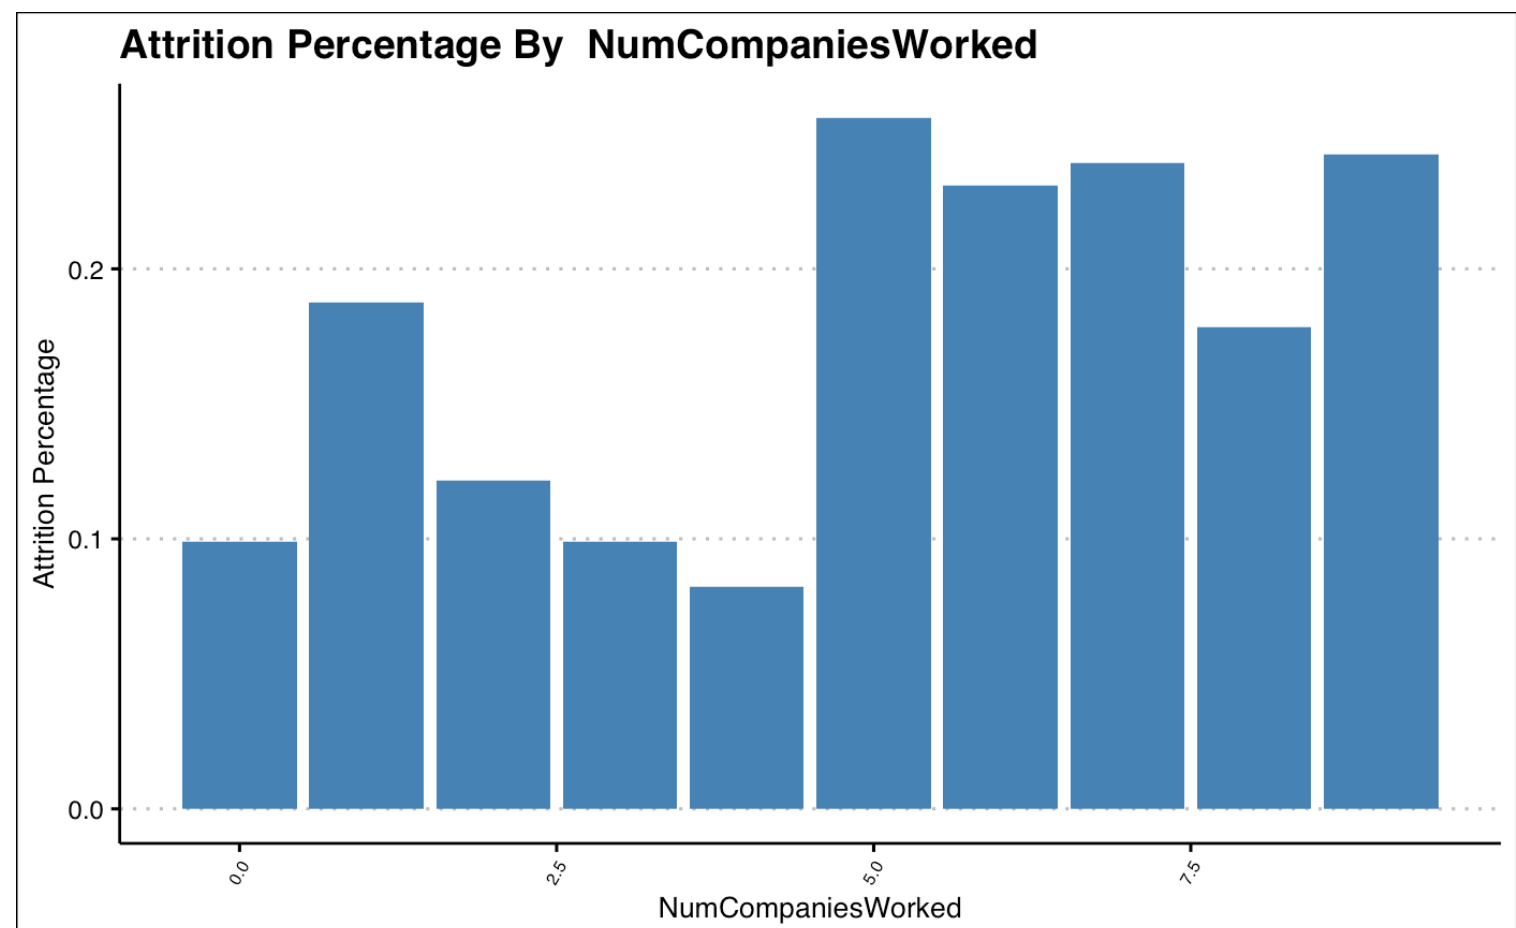 Attrition Percentage By  NumCompaniesWorked
Attrition Percentage
0.2
0.1
0.0
0.0
2.5
5.0
7.5
NumCompaniesWorked